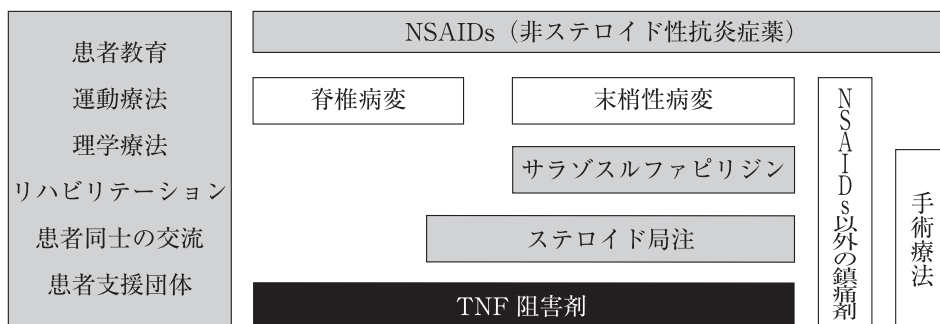 患者教育
運動療法
理学療法
リハビリテーション
患者同士の交流
患者支援団体
NSAIDs（非ステロイド性抗炎症薬）
脊椎病変
末梢性病変
サラゾスルファピリジン
ステロイド局注
TNF 阻害剤
NSAIDs以外の鎮痛剤
手術療法